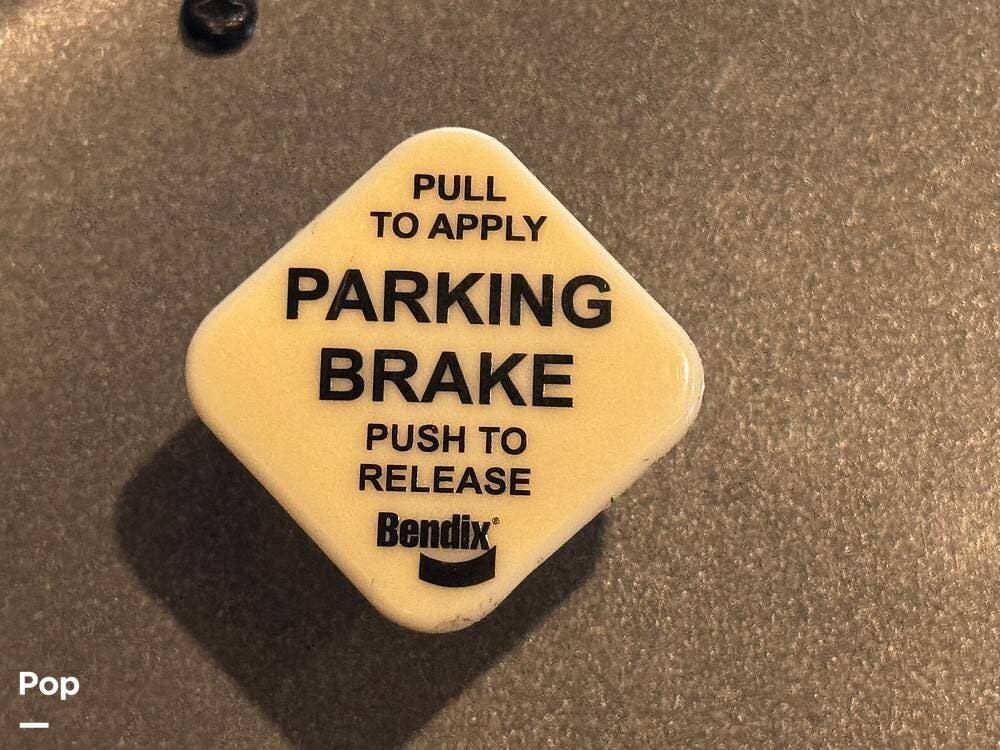 PULL
TO APPLY
PARKING
BRAKE
PUSH TO
RELEASE
Bendix®
Pop